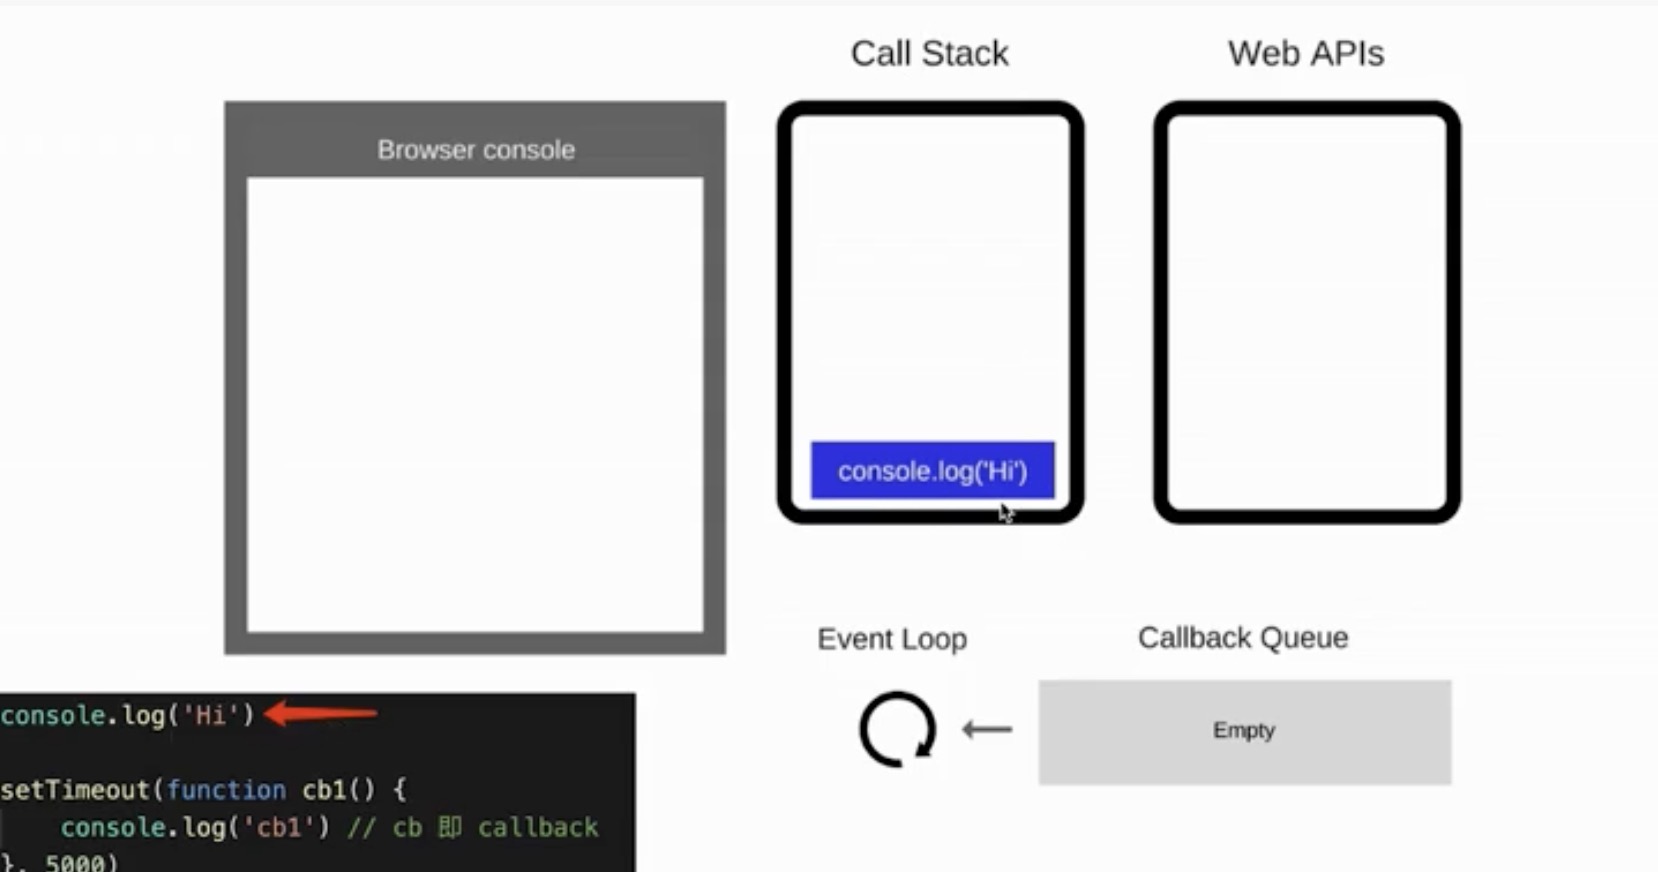 Call Stack
Web APIs
Browser console
console.log('Hi')
Event Loop
Callback Queue
Empty
console.log('Hi')
setTimeout(function cb1() {
console.log('cb1') // cb 即 callback
}, 5000)